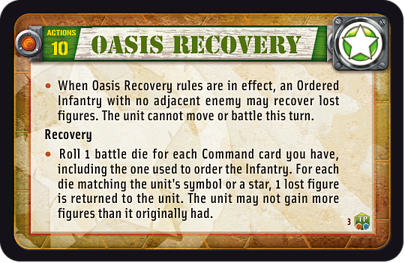 ACTIONS
10
OASIS RECOVERY
• When Oasis Recovery rules are in effect, an Ordered
Infantry with no adjacent enemy may recover lost
figures. The unit cannot move or battle this turn.
Recovery
• Roll 1 battle die for each Command card you have,
including the one used to order the Infantry. For each
die matching the unit's symbol or a star, 1 lost figure
is returned to the unit. The unit may not gain more
figures than it originally had.
3